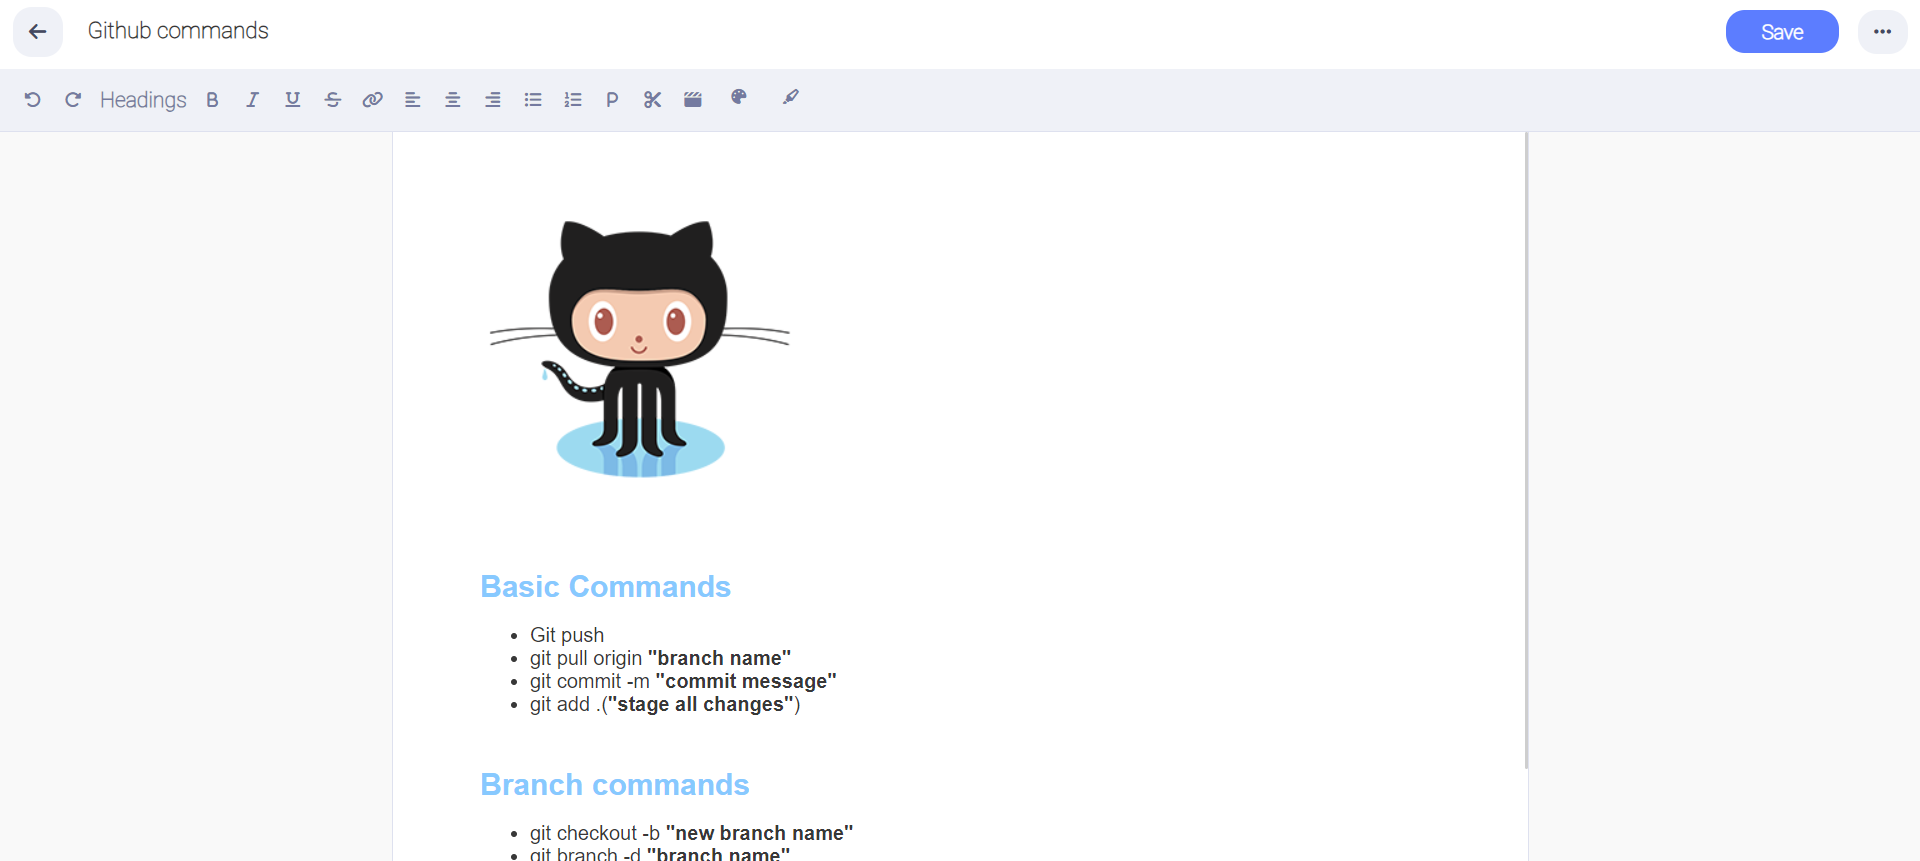 Github commands
Save
Headings
Basic Commands
Git push
git pull origin "branch name"
git commit -m "commit message"
git add .("stage all changes")
Branch commands
git checkout -b "new branch name"
git branch -d "branch name"